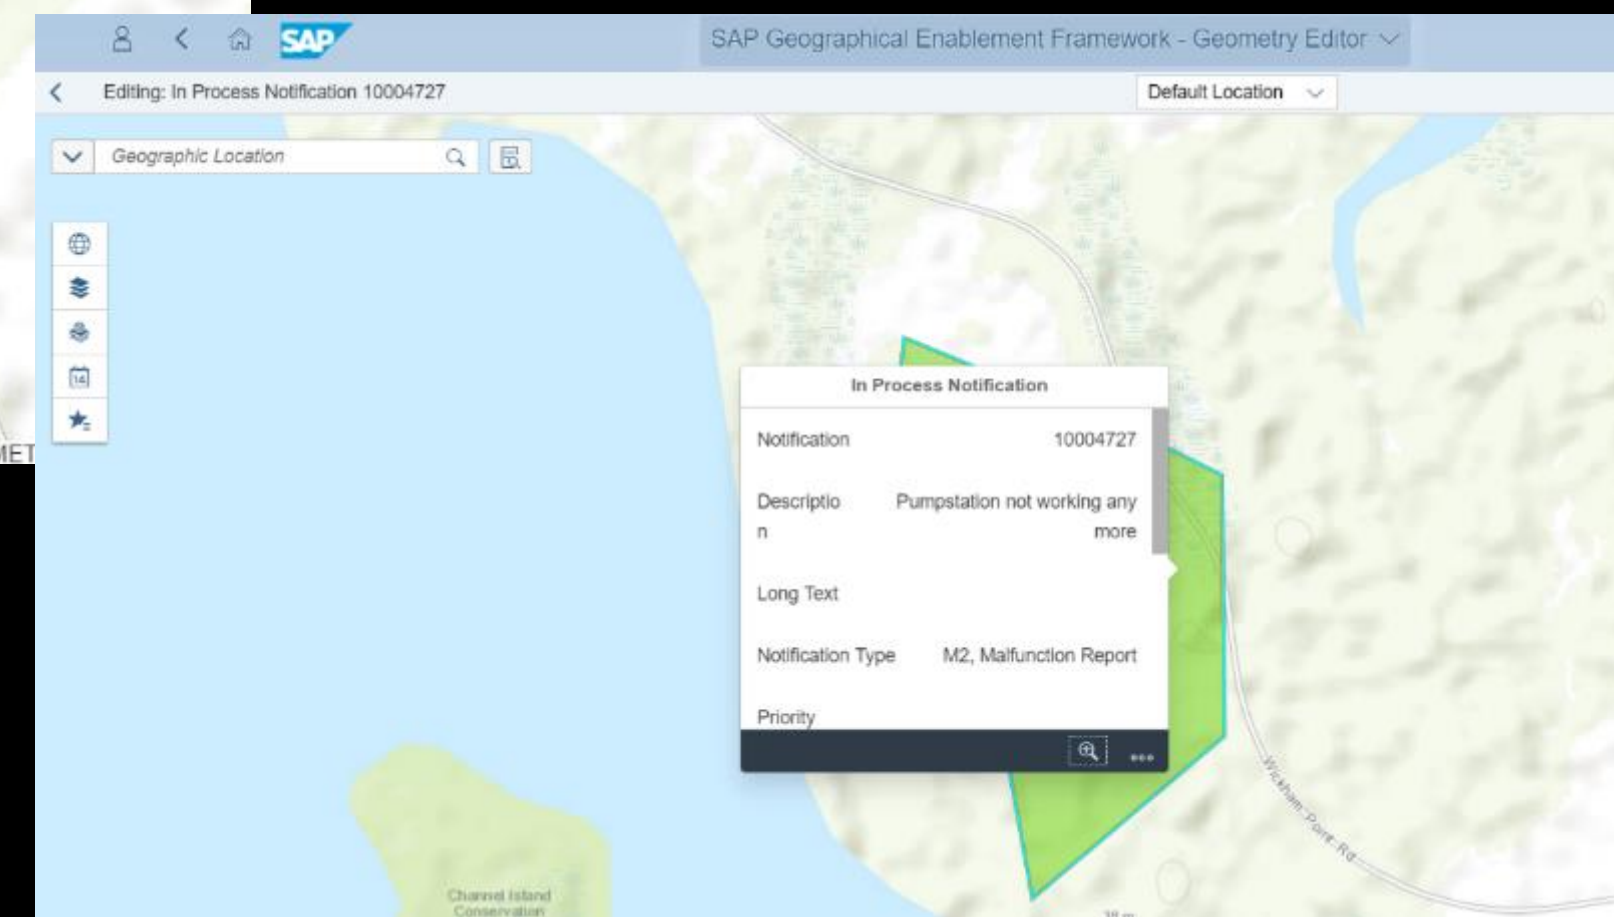 SAP
SAP Geographical Enablement Framework - Geometry Editor
Editing: In Process Notification 10004727
Default Location
Geographic Location
14
In Process Notification
Notification 10004727
Descriptio Pumpstation not working any
n more
Long Text
Notification Type M2, Malfunction Report
Priority
Wickham Point Rd
Channel Island
Conservation